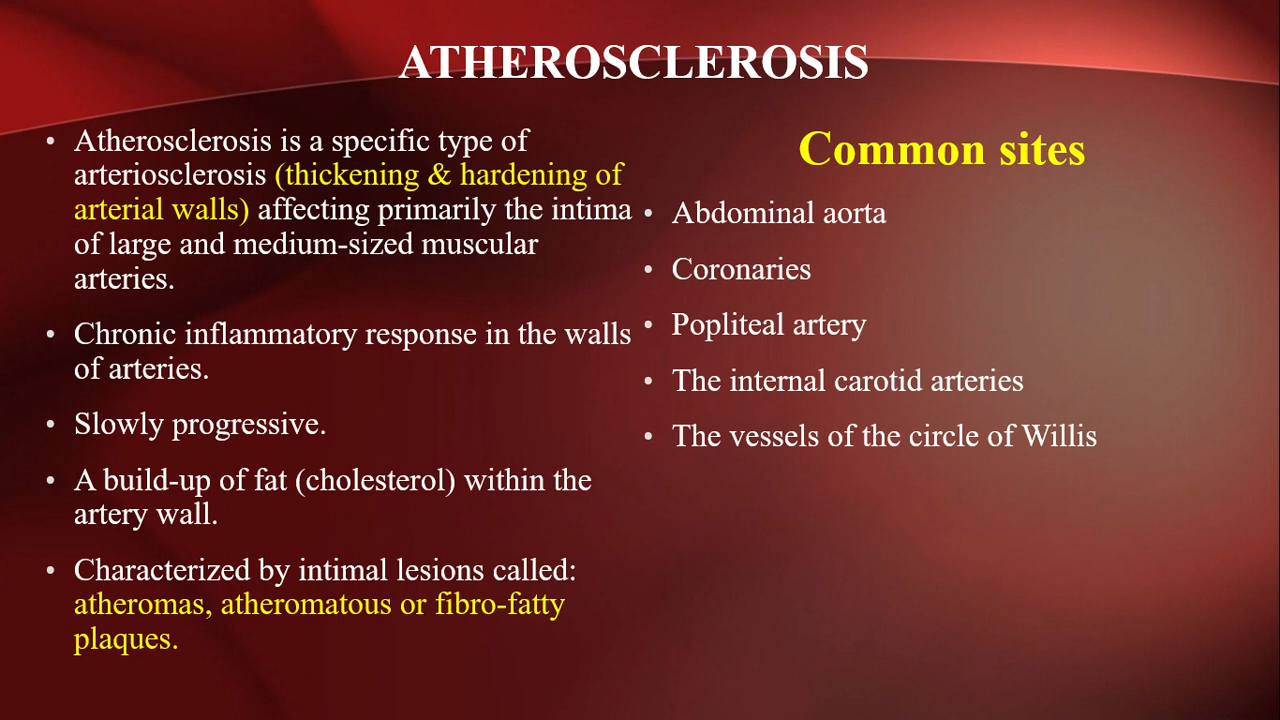 ATHEROSCLEROSIS
• Atherosclerosis is a specific type of
arteriosclerosis (thickening & hardening of
arterial walls) affecting primarily the intima
of large and medium-sized muscular
arteries.
• Chronic inflammatory response in the walls
of arteries.
• Slowly progressive.
• A build-up of fat (cholesterol) within the
artery wall.
• Characterized by intimal lesions called:
atheromas, atheromatous or fibro-fatty
plaques.
Common sites
• Abdominal aorta
• Coronaries
• Popliteal artery
• The internal carotid arteries
• The vessels of the circle of Willis